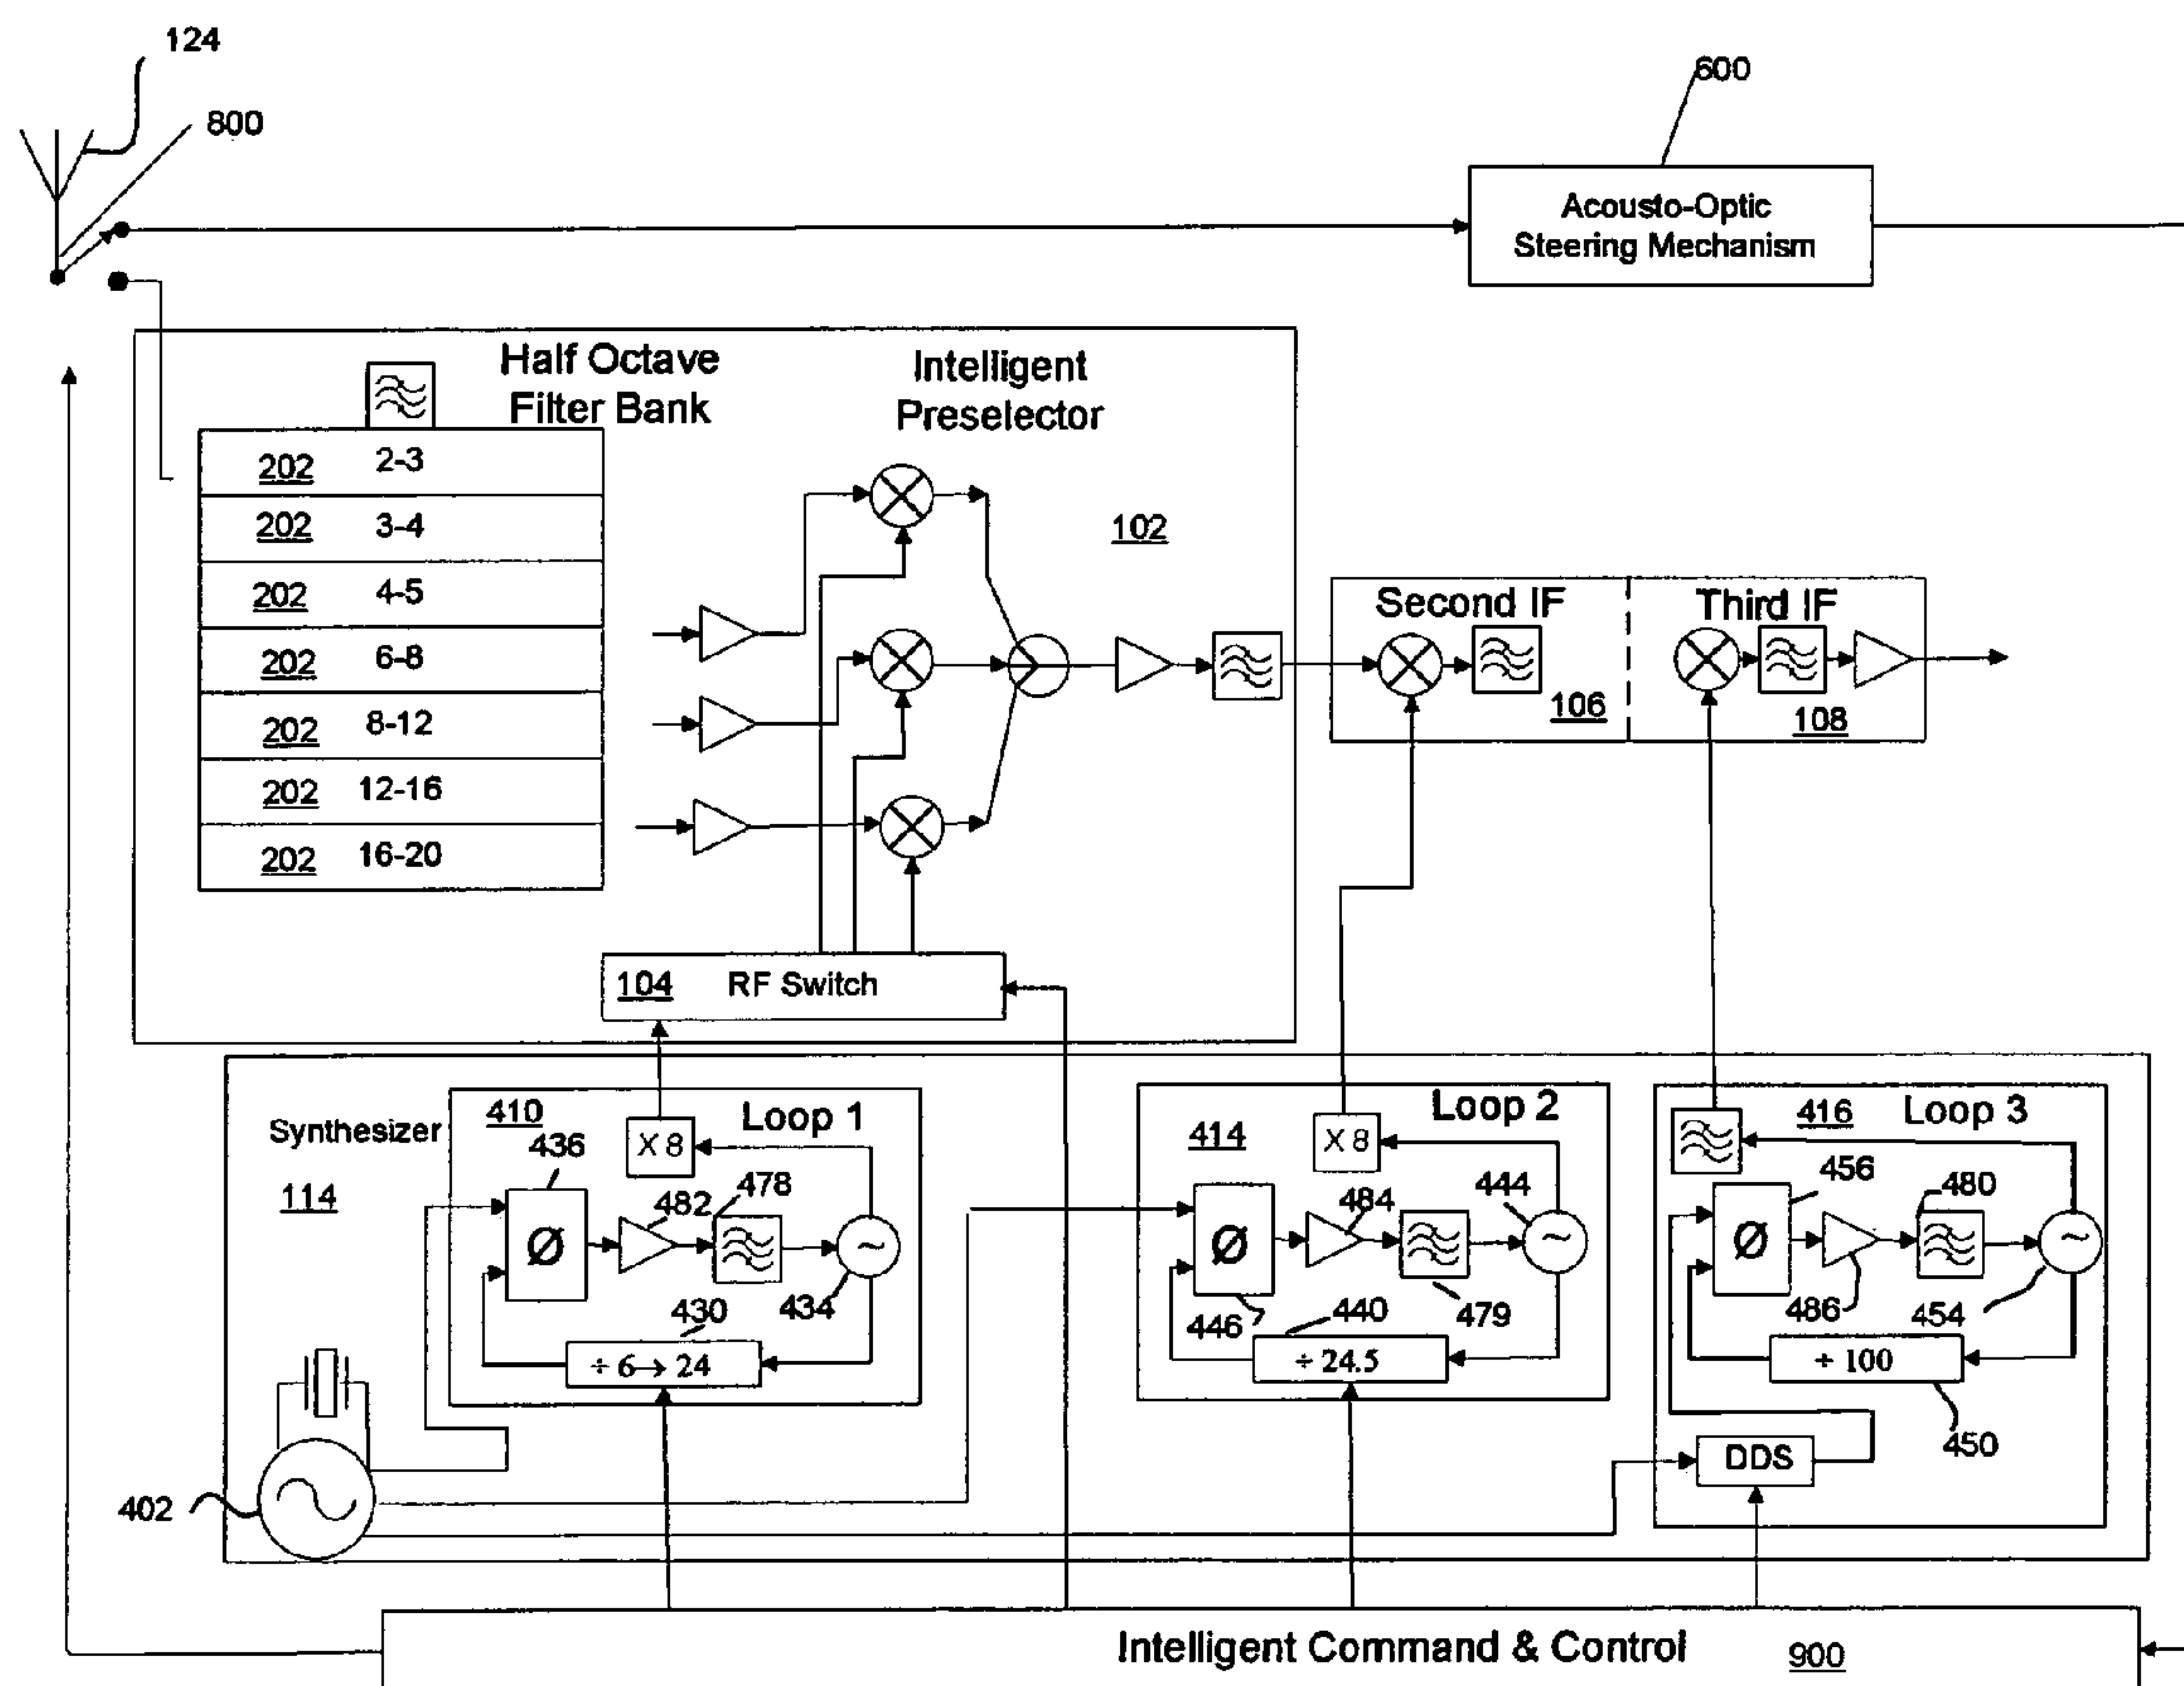 124
800
600
Acousto-Optic
Steering Mechanism
Half Octave
Filter Bank
Intelligent
Preselector
202 2-3
202 3-4
202 4-5
202 6-8
202 8-12
202 12-16
202 16-20
102
Second IF
106
Third IF
108
104 RF Switch
Synthesizer
114
410
Loop 1
436
X 8
482
478
Ø
434
430
÷ 6→ 24
402
414
Loop 2
X 8
484
444
Ø
446
440
479
÷ 24.5
416
Loop 3
456
480
Ø
486
454
+ 100
450
DDS
Intelligent Command & Control 900